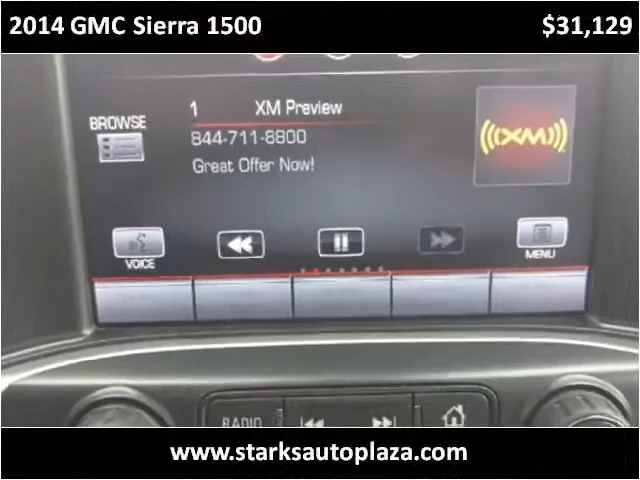 2014 GMC Sierra 1500 $31,129
1 XM Preview
BROWSE
844-711-8800
Great Offer Now!
((XM))
VOICE
MENU
RADIO
www.starksautoplaza.com